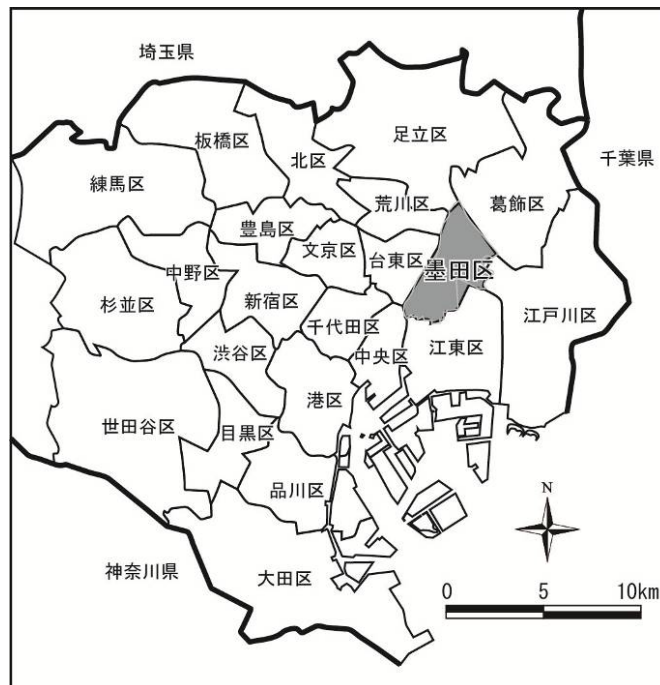 埼玉県
板橋区
北区
足立区
千葉県
練馬区
荒川区
葛飾区
豊島区
文京区
台東区
墨田区
中野区
杉並区
新宿区
千代田区
江戸川区
渋谷区
中央区
江東区
港区
世田谷区
目黒区
品川区
N
神奈川県
大田区
0 5 10km